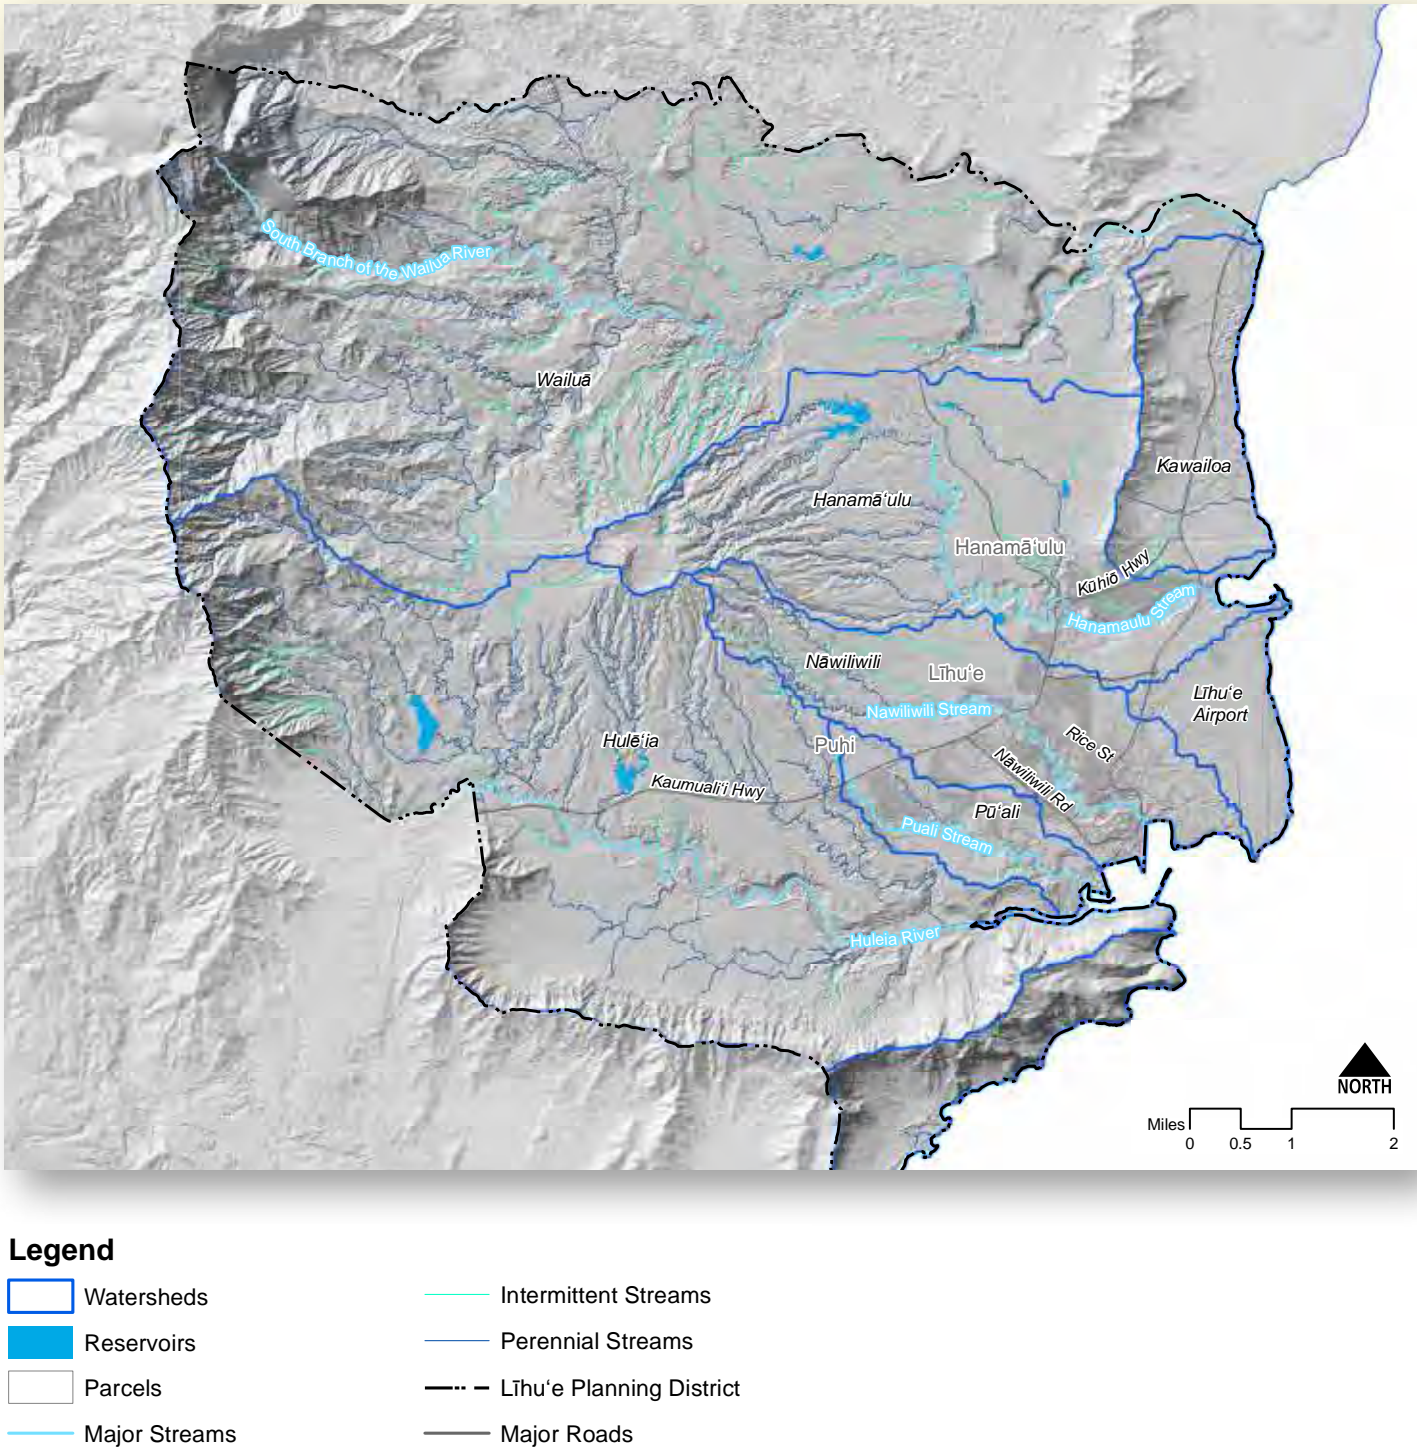 South Branch of the Wailua River
Wailuā
Kawailoa
Hanamāʻulu
Hanamāʻulu
Kūhiō Hwy
Hanamaulu Stream
Nāwiliwili
Līhuʻe
Līhuʻe
Airport
Nawiliwili Stream
Rice St
Hulēʻia
Puhi
Nāwiliwili Rd
Kaumualiʻi Hwy
Pūʻali
Puali Stream
Huleia River
NORTH
Miles
0 0.5 1 2
Legend
Watersheds
Reservoirs
Parcels
Major Streams
Intermittent Streams
Perennial Streams
Līhuʻe Planning District
Major Roads